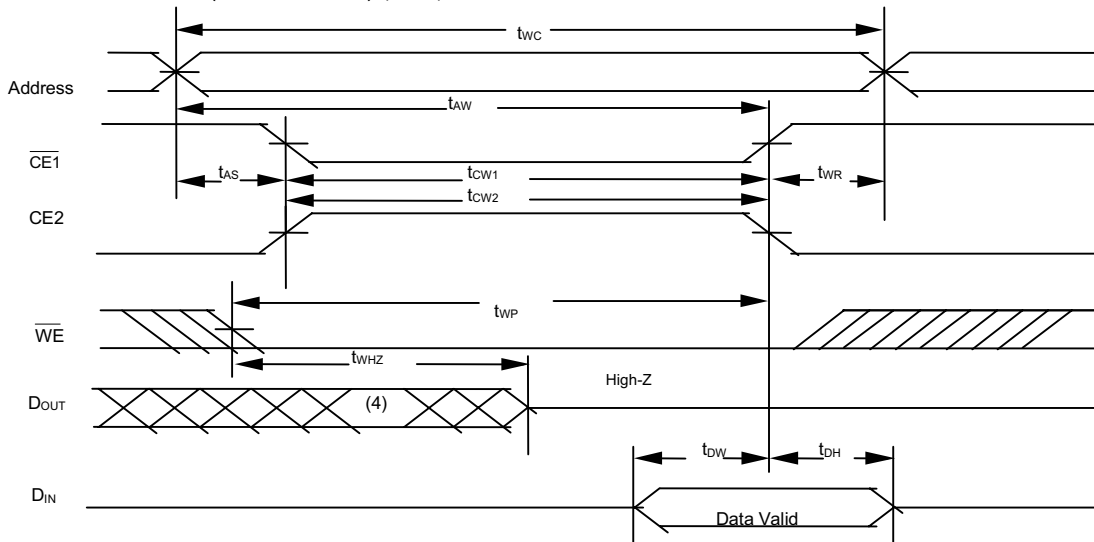 tWC
Address
tAW
CE1
tAS
tCW1
tWR
tCW2
CE2
tWP
WE
tWHZ
High-Z
DOUT
(4)
tDW
tDH
DIN
Data Valid